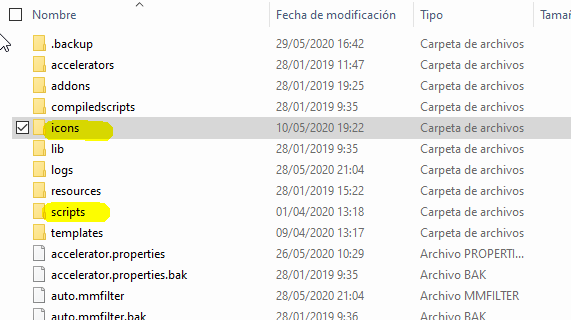 Nombre Fecha de modificación Tipo Tamañ
.backup 29/05/2020 16:42 Carpeta de archivos
accelerators 28/01/2019 11:47 Carpeta de archivos
addons 28/01/2019 19:25 Carpeta de archivos
compiledscripts 28/01/2019 9:35 Carpeta de archivos
icons 10/05/2020 19:22 Carpeta de archivos
lib 28/01/2019 9:35 Carpeta de archivos
logs 28/05/2020 21:04 Carpeta de archivos
resources 28/01/2019 15:22 Carpeta de archivos
scripts 01/04/2020 13:18 Carpeta de archivos
templates 09/04/2020 13:17 Carpeta de archivos
accelerator.properties 26/05/2020 10:29 Archivo PROPERTI...
accelerator.properties.bak 28/01/2019 9:35 Archivo BAK
auto.mmfilter 28/05/2020 21:04 Archivo MMFILTER
auto.mmfilter.bak 28/01/2019 9:36 Archivo BAK